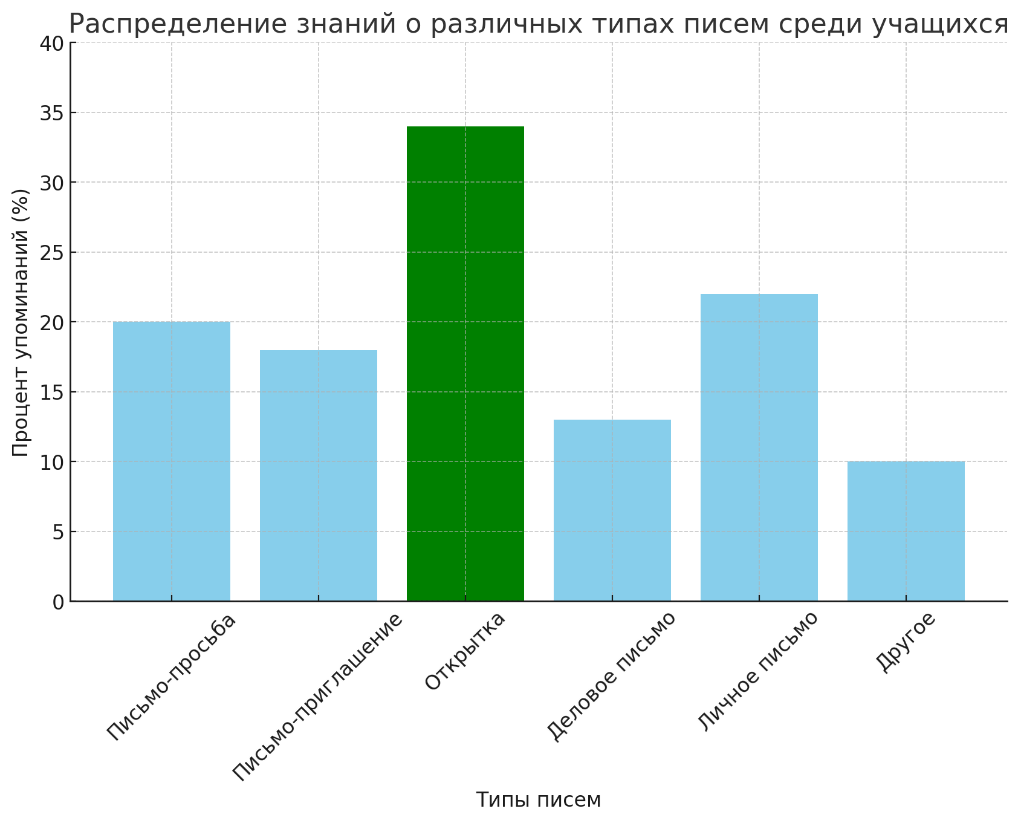 Распределение знаний о различных типах писем среди учащихся
40
35
30
25
20
15
10
5
0
Процент упоминаний (%)
Письмо-просьба
Письмо-приглашение
Открытка
Деловое письмо
Личное письмо
Другое
Типы писем